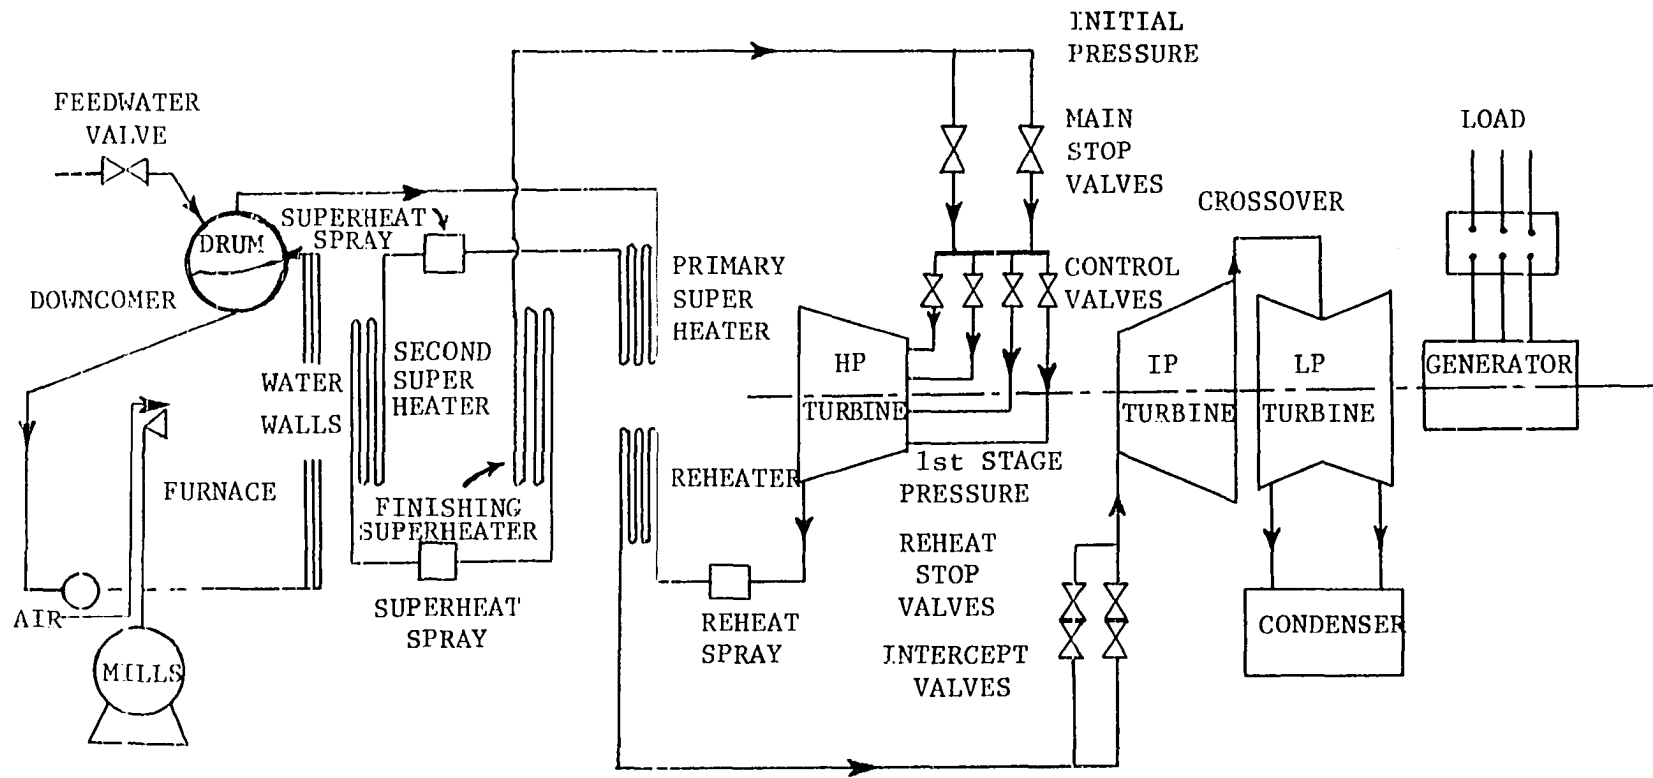 INITIAL
PRESSURE
FEEDWATER
VALVE
MAIN
STOP
VALVES
LOAD
CROSSOVER
SUPERHEAT
SPRAY
DRUM
DOWNCOMER
PRIMARY
SUPER
HEATER
CONTROL
VALVES
SECOND
SUPER
HEATER
WATER
WALLS
HP
TURBINE
IP
TURBINE
LP
TURBINE
GENERATOR
1st STAGE
PRESSURE
REHEATER
FURNACE
FINISHING
SUPERHEATER
REHEAT
STOP
VALVES
AIR
SUPERHEAT
SPRAY
REHEAT
SPRAY
INTERCEPT
VALVES
CONDENSER
MILLS